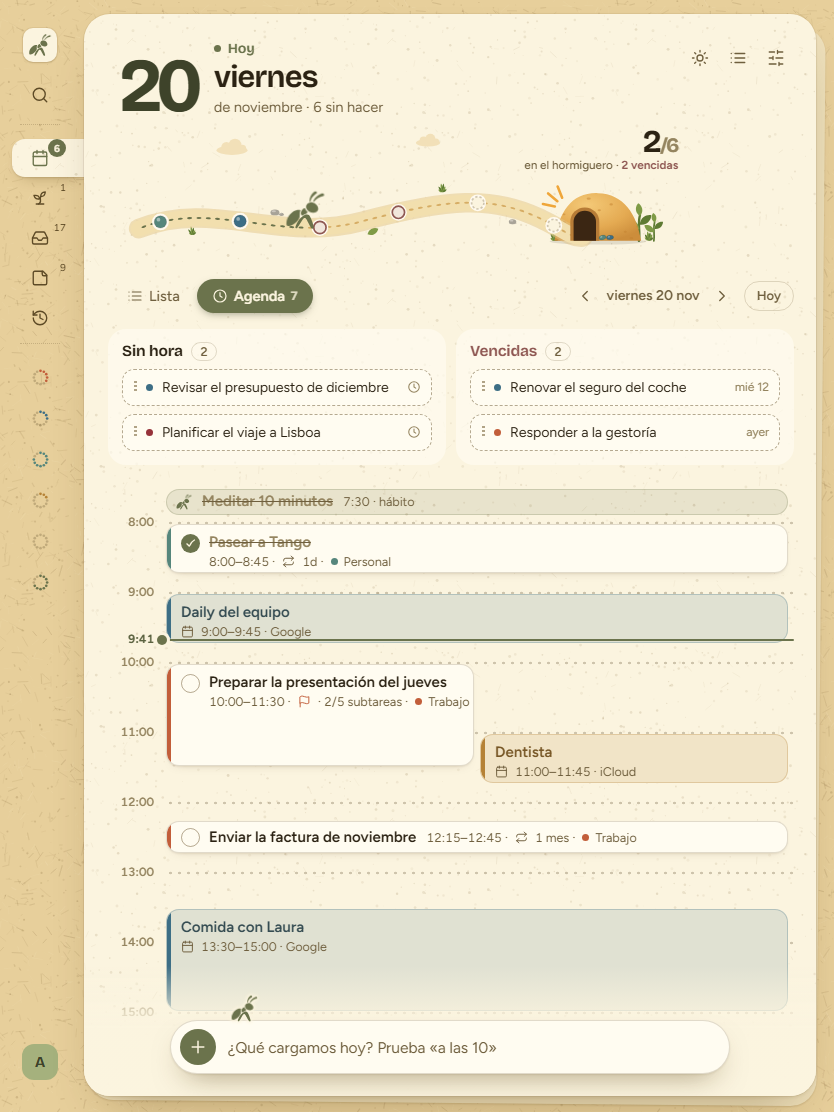 Hoy
20
viernes
de noviembre · 6 sin hacer
2/6
en el hormiguero · 2 vencidas
6
1
17
9
Lista
Agenda 7
viernes 20 nov
Hoy
Sin hora 2
Revisar el presupuesto de diciembre
Planificar el viaje a Lisboa
Vencidas 2
Renovar el seguro del coche mié 12
Responder a la gestoría ayer
Meditar 10 minutos 7:30 · hábito
8:00
Pasear a Tango
8:00–8:45 · 1d · Personal
9:00
Daily del equipo
9:00–9:45 · Google
9:41
10:00
Preparar la presentación del jueves
10:00–11:30 · · 2/5 subtareas · Trabajo
11:00
Dentista
11:00–11:45 · iCloud
12:00
Enviar la factura de noviembre 12:15–12:45 · 1 mes · Trabajo
13:00
Comida con Laura
14:00
13:30–15:00 · Google
15:00
¿Qué cargamos hoy? Prueba «a las 10»
A